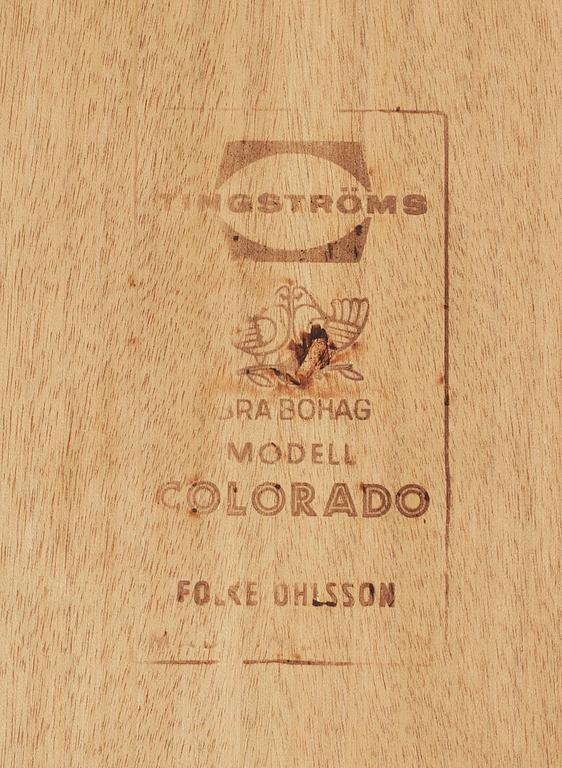 TINGSTRÖMS
BRA BOHAG
MODELL
COLORADO
FOLKE OHLSSON